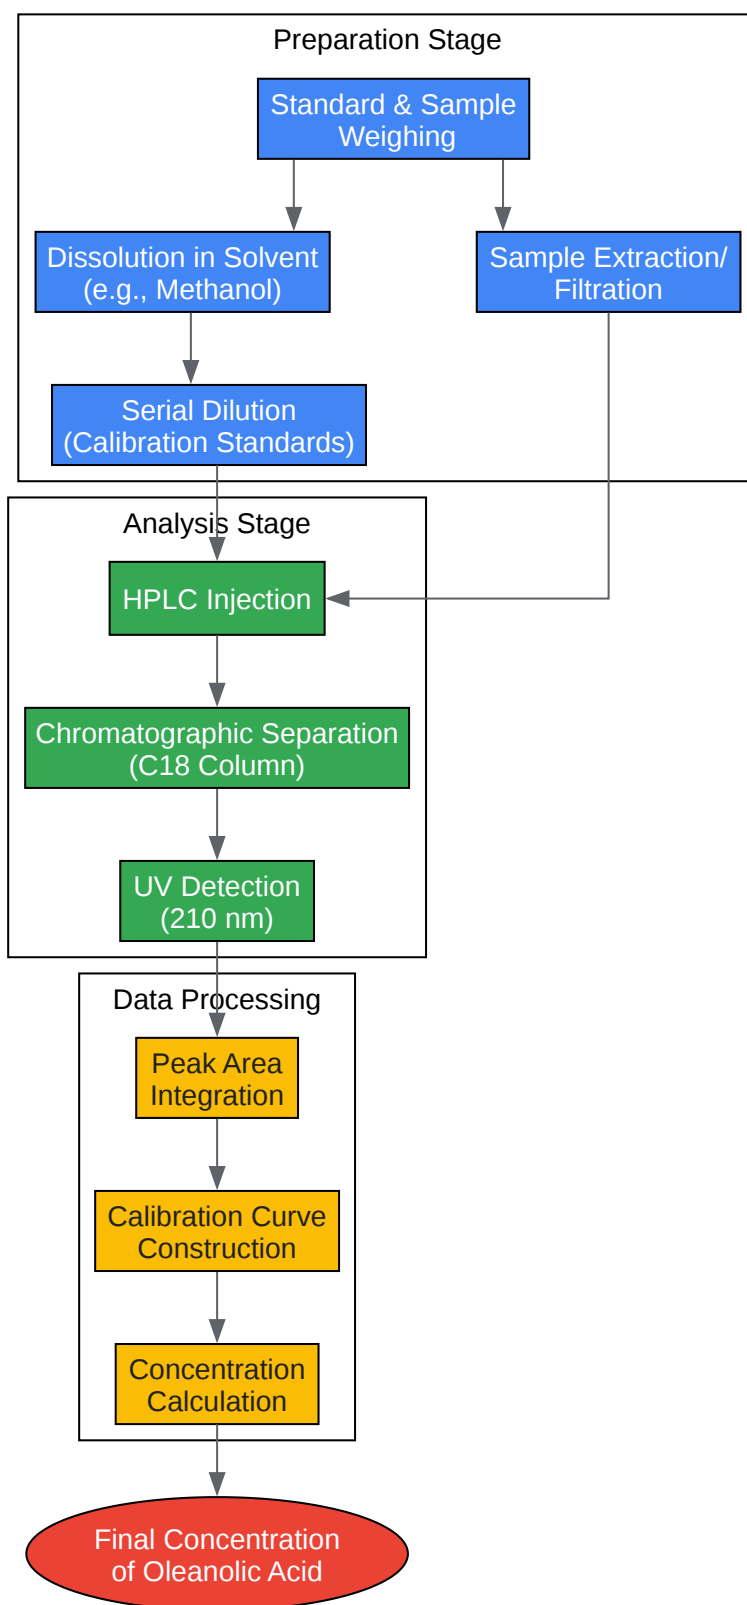 Preparation Stage
Standard & Sample
Weighing
Dissolution in Solvent
(e.g., Methanol)
Sample Extraction/
Filtration
Serial Dilution
(Calibration Standards)
Analysis Stage
HPLC Injection
Chromatographic Separation
(C18 Column)
UV Detection
(210 nm)
Data Processing
Peak Area
Integration
Calibration Curve
Construction
Concentration
Calculation
Final Concentration
of Oleanolic Acid